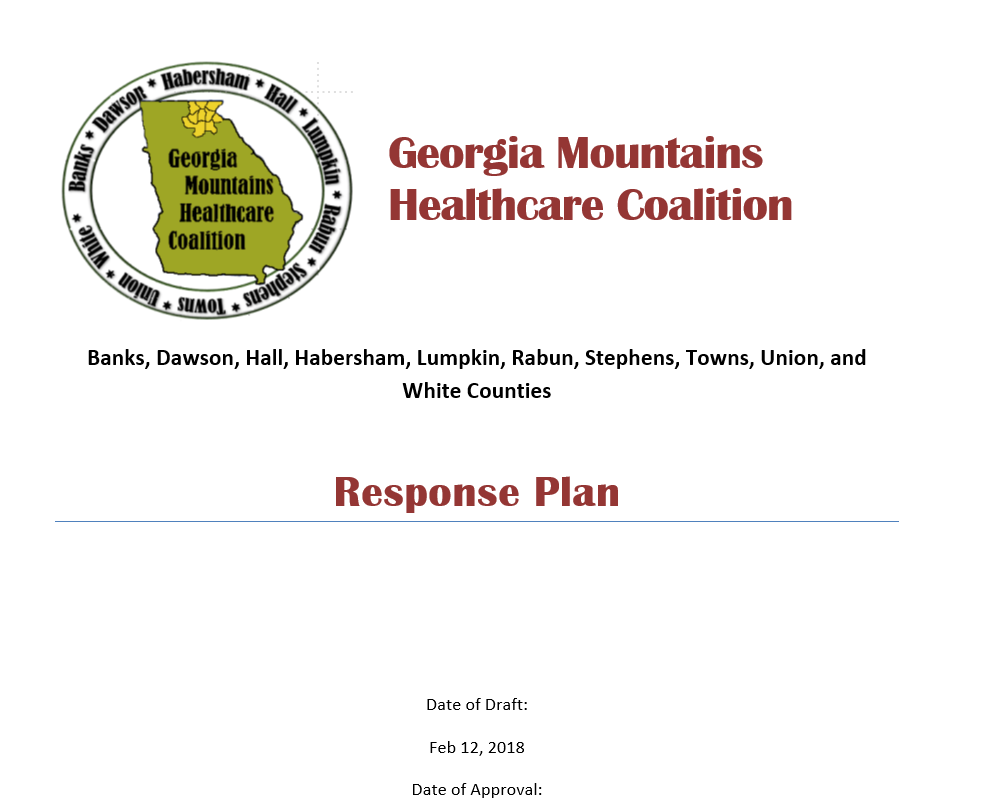 Banks * Dawson * Habersham * Hall * Lumpkin * Rabun * Stephens * Towns * Union * White *
Georgia
Mountains
Healthcare
Coalition
Georgia Mountains
Healthcare Coalition
Banks, Dawson, Hall, Habersham, Lumpkin, Rabun, Stephens, Towns, Union, and
White Counties
Response Plan
Date of Draft:
Feb 12, 2018
Date of Approval: